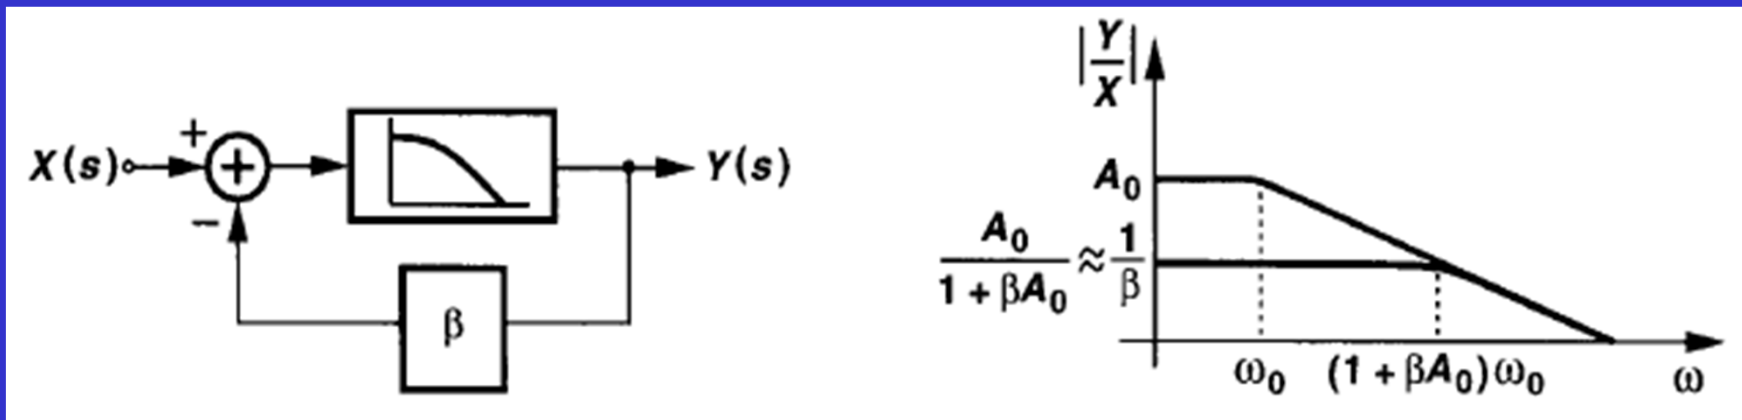 X(s)
+
+
−
Y(s)
β
|Y/X|
A₀
A₀/(1 + βA₀) ≈ 1/β
ω₀
(1 + βA₀)ω₀
ω